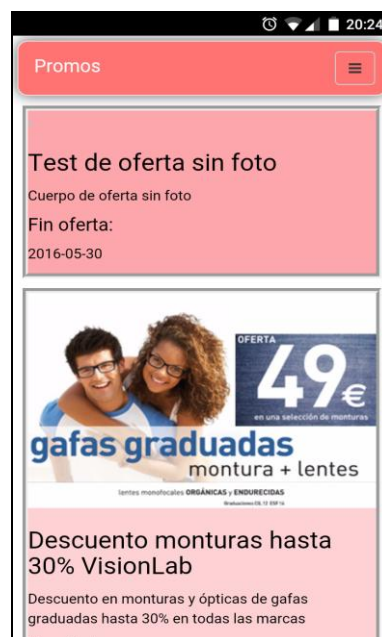 20:24
Promos
Test de oferta sin foto
Cuerpo de oferta sin foto
Fin oferta:
2016-05-30
OFERTA
49€
en una selección de monturas
gafas graduadas
montura + lentes
lentes monofocales ORGÁNICAS y ENDURECIDAS
Descuento monturas hasta
30% VisionLab
Descuento en monturas y ópticas de gafas
graduadas hasta 30% en todas las marcas